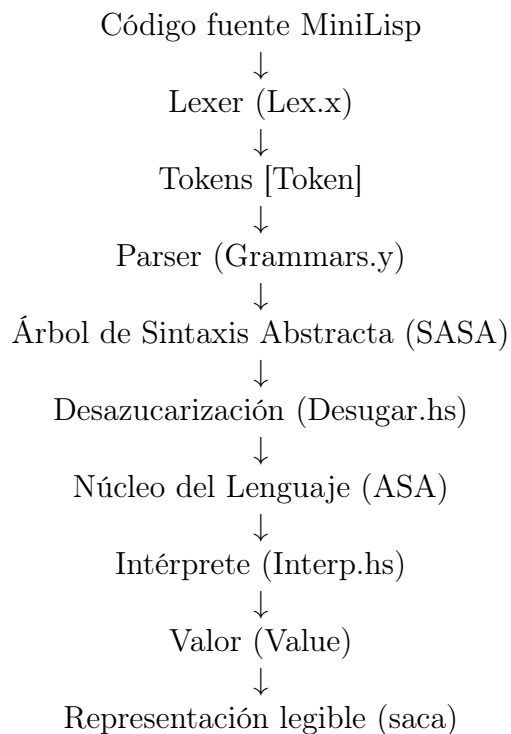 Código fuente MiniLisp
↓
Lexer (Lex.x)
↓
Tokens [Token]
↓
Parser (Grammars.y)
↓
Árbol de Sintaxis Abstracta (SASA)
↓
Desazucarización (Desugar.hs)
↓
Núcleo del Lenguaje (ASA)
↓
Intérprete (Interp.hs)
↓
Valor (Value)
↓
Representación legible (saca)